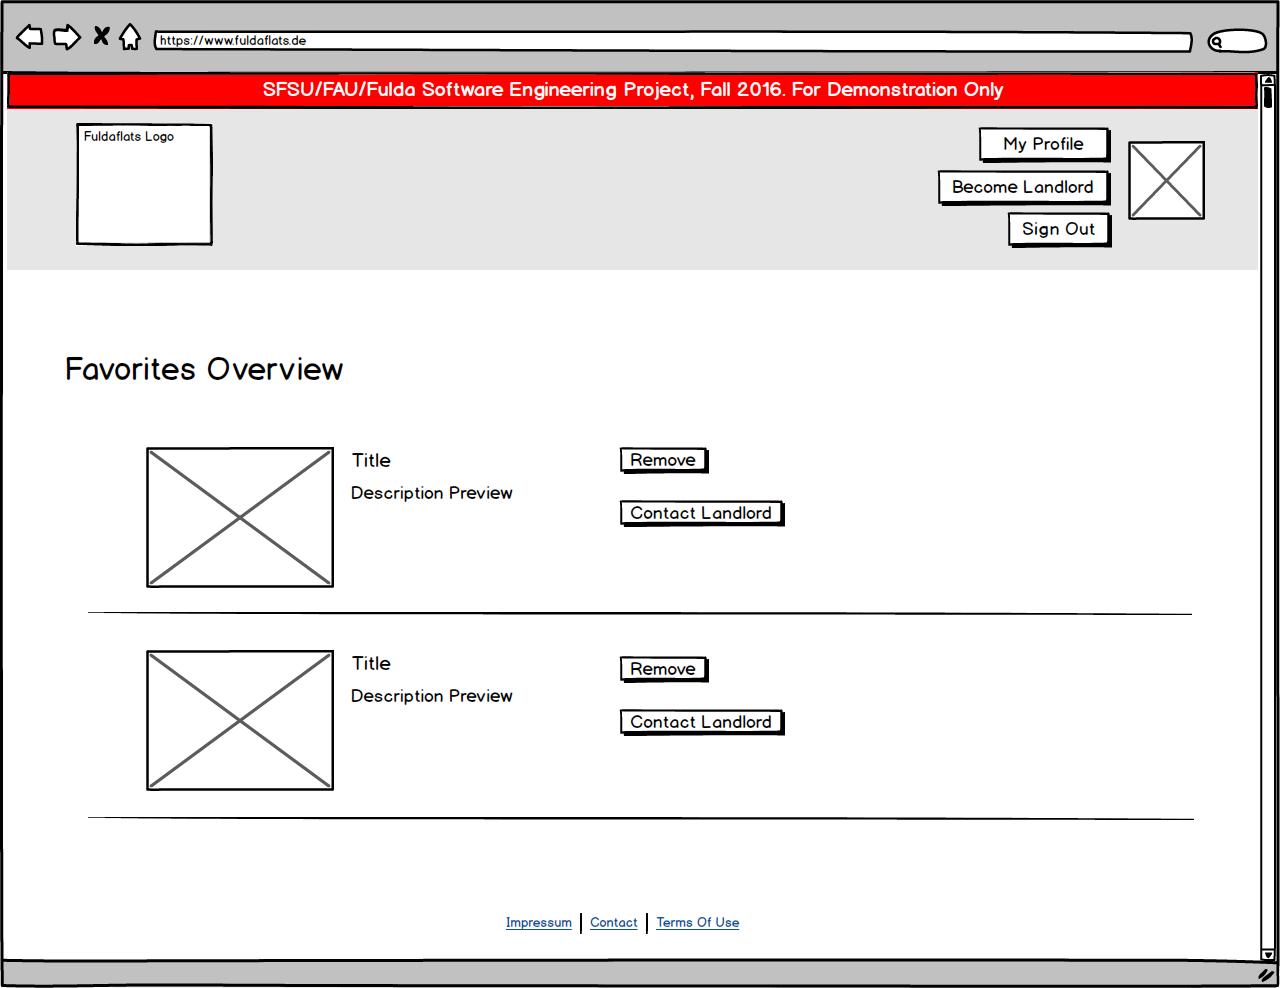 https://www.fuldaflats.de
SFSU/FAU/Fulda Software Engineering Project, Fall 2016. For Demonstration Only
Fuldaflats Logo
My Profile
Become Landlord
Sign Out
Favorites Overview
Title
Description Preview
Remove
Contact Landlord
Title
Description Preview
Remove
Contact Landlord
Impressum
Contact
Terms Of Use